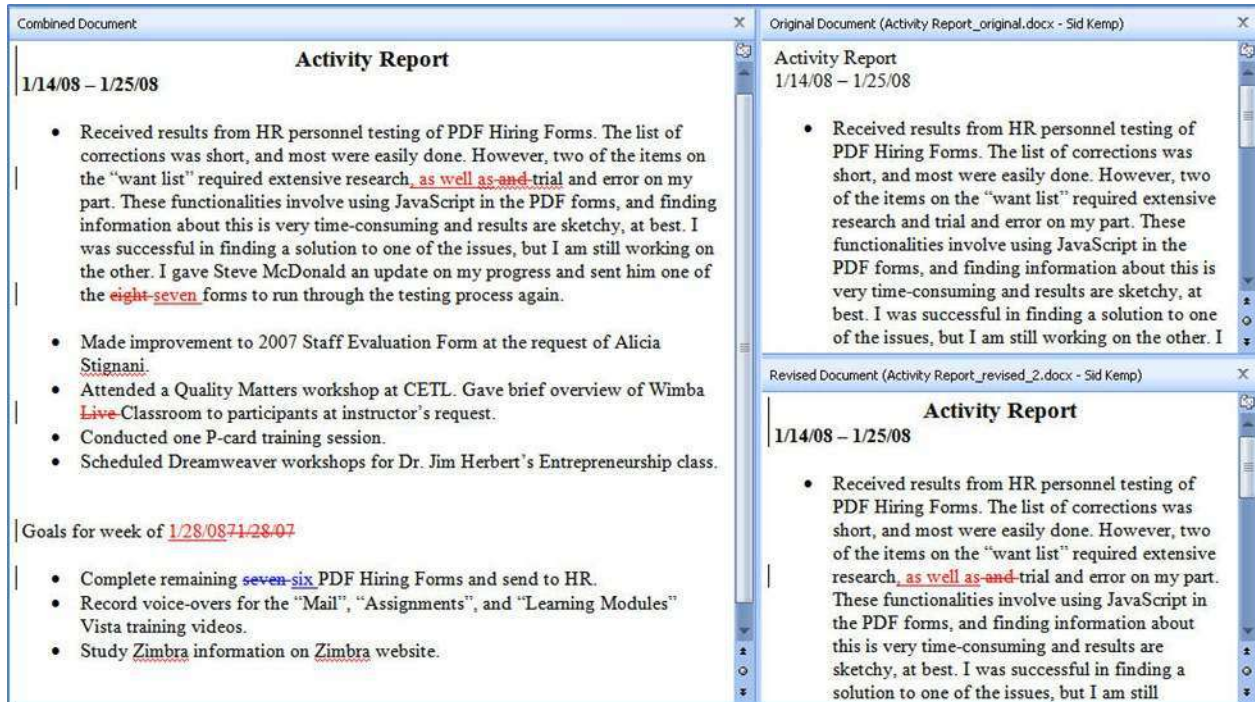 Combined Document
Activity Report
1/14/08 – 1/25/08
• Received results from HR personnel testing of PDF Hiring Forms. The list of
corrections was short, and most were easily done. However, two of the items on
the “want list” required extensive research, as well as and trial and error on my
part. These functionalities involve using JavaScript in the PDF forms, and finding
information about this is very time-consuming and results are sketchy, at best. I
was successful in finding a solution to one of the issues, but I am still working on
the other. I gave Steve McDonald an update on my progress and sent him one of
the eight seven forms to run through the testing process again.
• Made improvement to 2007 Staff Evaluation Form at the request of Alicia
Stignani.
• Attended a Quality Matters workshop at CETL. Gave brief overview of Wimba
Live Classroom to participants at instructor’s request.
• Conducted one P-card training session.
• Scheduled Dreamweaver workshops for Dr. Jim Herbert’s Entrepreneurship class.
Goals for week of 1/28/0871/28/07
• Complete remaining seven six PDF Hiring Forms and send to HR.
• Record voice-overs for the “Mail”, “Assignments”, and “Learning Modules”
Vista training videos.
• Study Zimbra information on Zimbra website.
Original Document (Activity Report_original.docx - Sid Kemp)
Activity Report
1/14/08 – 1/25/08
• Received results from HR personnel testing of
PDF Hiring Forms. The list of corrections was
short, and most were easily done. However, two
of the items on the “want list” required extensive
research and trial and error on my part. These
functionalities involve using JavaScript in the
PDF forms, and finding information about this is
very time-consuming and results are sketchy, at
best. I was successful in finding a solution to one
of the issues, but I am still working on the other. I
Revised Document (Activity Report_revised_2.docx - Sid Kemp)
Activity Report
1/14/08 – 1/25/08
• Received results from HR personnel testing of
PDF Hiring Forms. The list of corrections was
short, and most were easily done. However, two
of the items on the “want list” required extensive
research, as well as and trial and error on my part.
These functionalities involve using JavaScript in
the PDF forms, and finding information about
this is very time-consuming and results are
sketchy, at best. I was successful in finding a
solution to one of the issues, but I am still